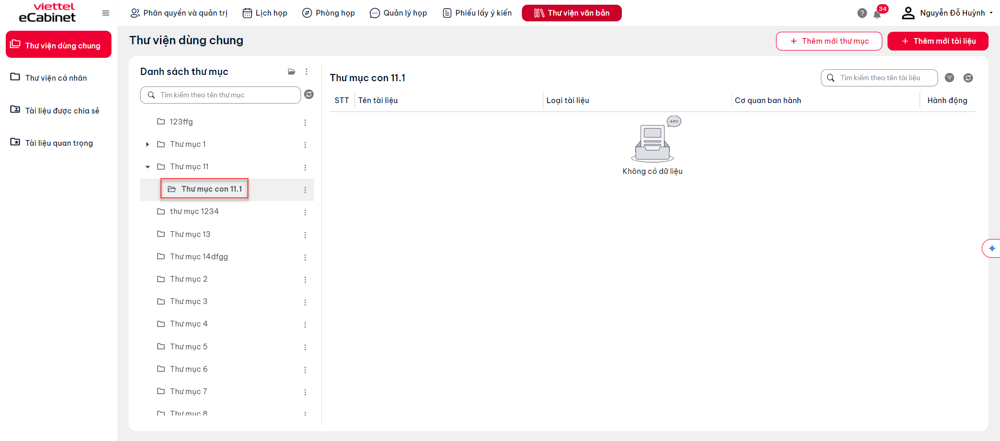 viettel
eCabinet
Phân quyền và quản trị
Lịch họp
Phòng họp
Quản lý họp
Phiếu lấy ý kiến
Thư viện văn bản
?
34
Nguyễn Đỗ Huỳnh
Thư viện dùng chung
Thư viện cá nhân
Tài liệu được chia sẻ
Tài liệu quan trọng
Thư viện dùng chung
+ Thêm mới thư mục
+ Thêm mới tài liệu
Danh sách thư mục
Tìm kiếm theo tên thư mục
123ffg
Thư mục 1
Thư mục 11
Thư mục con 11.1
thư mục 1234
Thư mục 13
Thư mục 14dfgg
Thư mục 2
Thư mục 3
Thư mục 4
Thư mục 5
Thư mục 6
Thư mục 7
Thư mục 8
Thư mục con 11.1
Tìm kiếm theo tên tài liệu
STT
Tên tài liệu
Loại tài liệu
Cơ quan ban hành
Hành động
Không có dữ liệu